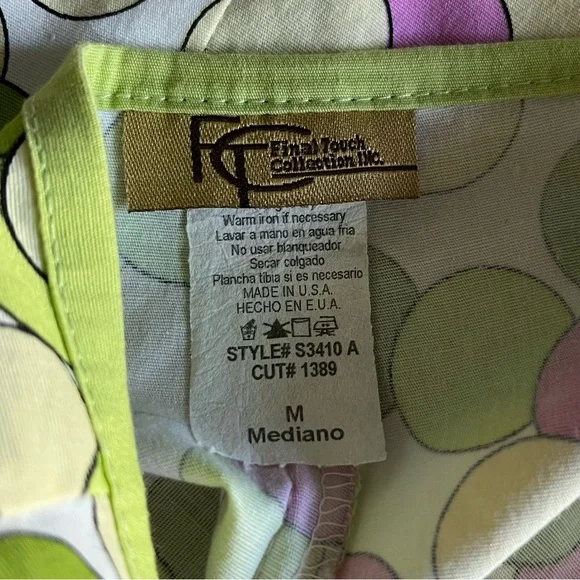 FTC
Final Touch
Collection INC.
Warm iron if necessary
Lavar a mano en agua fria
No usar blanqueador
Secar colgado
Plancha tibia si es necesario
MADE IN U.S.A.
HECHO EN E.U.A.
STYLE# S3410 A
CUT# 1389
M
Mediano